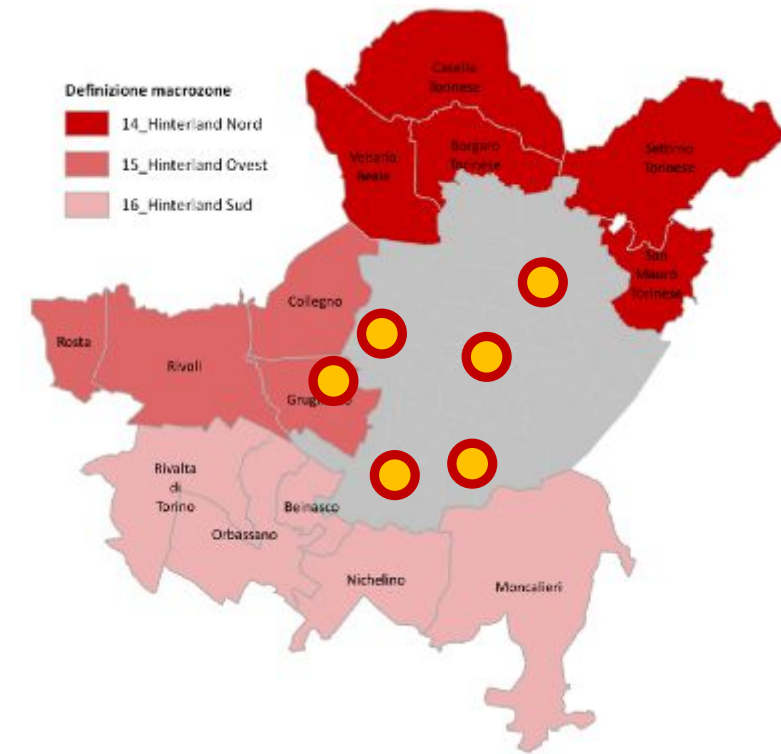 Definizione macrozone
14_Hinterland Nord
15_Hinterland Ovest
16_Hinterland Sud
Caselle
Torinese
Venaria
Reale
Borgaro
Torinese
Settimo
Torinese
San
Mauro
Torinese
Collegno
Rosta
Rivoli
Rivalta
di
Torino
Beinasco
Orbassano
Nichelino
Moncalieri